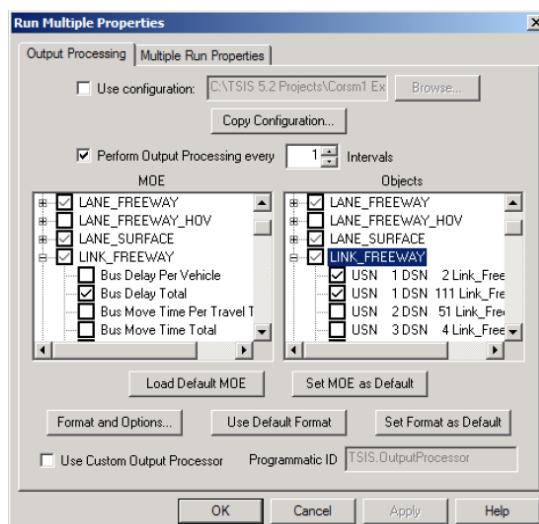 Run Multiple Properties
Output Processing Multiple Run Properties
Use configuration: C:\TSIS 5.2 Projects\Corsm1 Ex Browse...
Copy Configuration...
Perform Output Processing every 1 Intervals
MOE Objects
LANE_FREEWAY LANE_FREEWAY
LANE_FREEWAY_HOV LANE_FREEWAY_HOV
LANE_SURFACE LANE_SURFACE
LINK_FREEWAY LINK_FREEWAY
Bus Delay Per Vehicle USN 1 DSN 2 Link_Free
Bus Delay Total USN 1 DSN 111 Link_Free
Bus Move Time Per Travel T USN 2 DSN 51 Link_Free
Bus Move Time Total USN 3 DSN 4 Link_Free
Load Default MOE Set MOE as Default
Format and Options... Use Default Format Set Format as Default
Use Custom Output Processor Programmatic ID TSIS.OutputProcessor
OK Cancel Apply Help